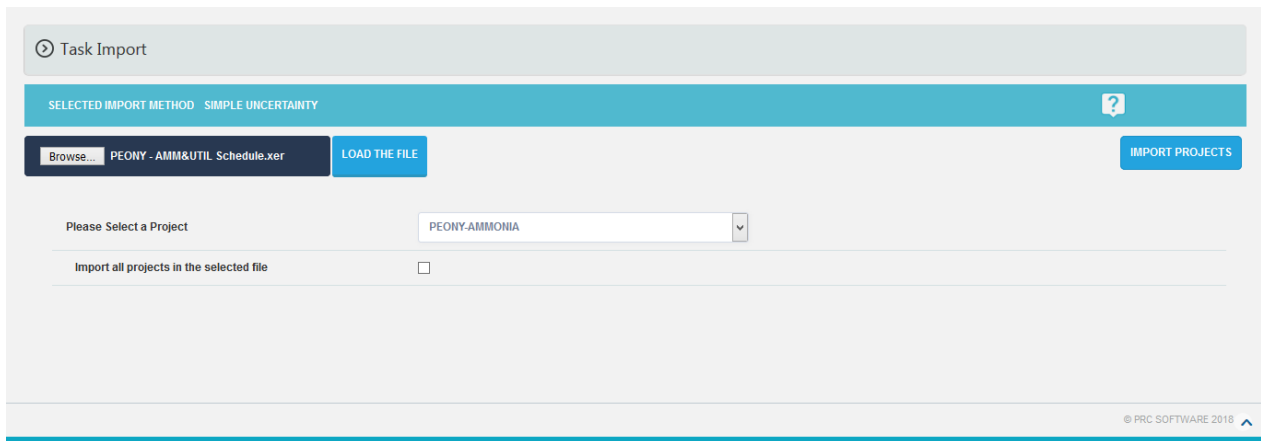 Task Import
SELECTED IMPORT METHOD SIMPLE UNCERTAINTY
?
Browse... PEONY - AMM&UTIL Schedule.xer
LOAD THE FILE
IMPORT PROJECTS
Please Select a Project
PEONY-AMMONIA
Import all projects in the selected file
© PRC SOFTWARE 2018